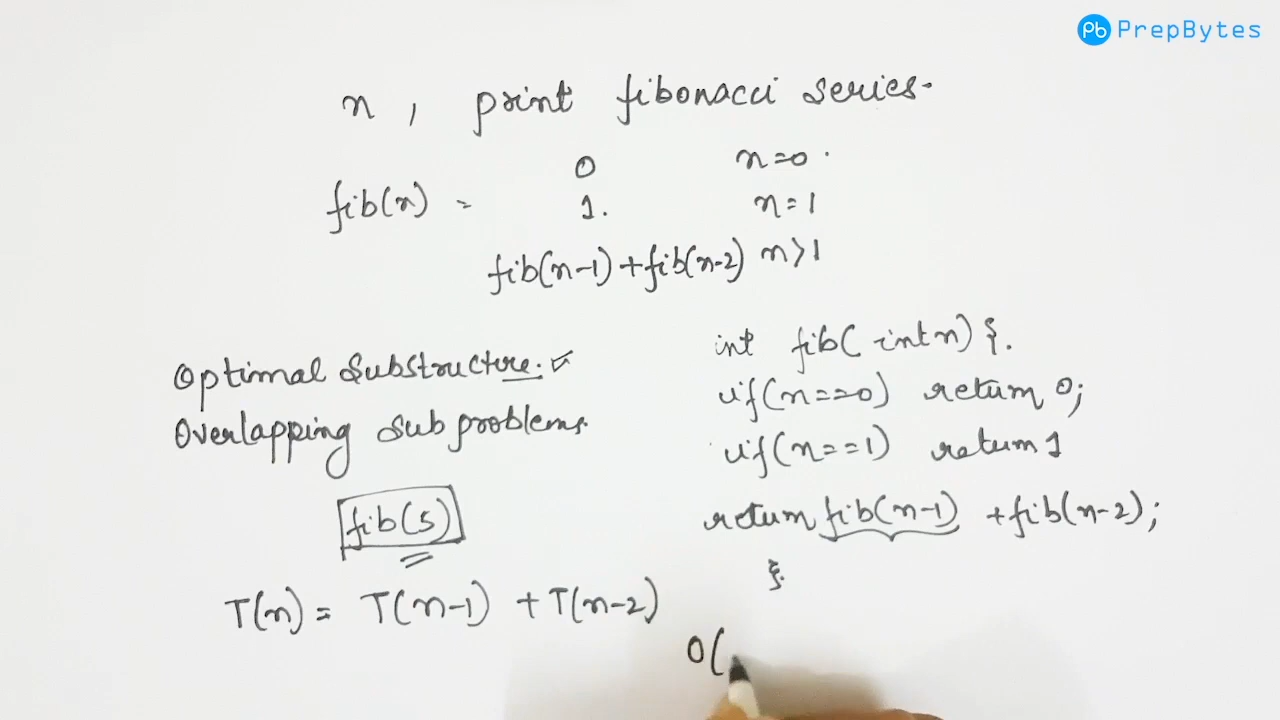 PrepBytes
n, print fibonacci series.
fib(n) = 0 n=0.
1. n=1
fib(n-1)+fib(n-2) n>1
Optimal Substructure. ✓
Overlapping Sub problems.
fib(5)
T(n) = T(n-1) + T(n-2)
int fib( int n) {.
if(n==0) return 0;
if(n==1) return 1
return fib(n-1) +fib(n-2);
}.
O(